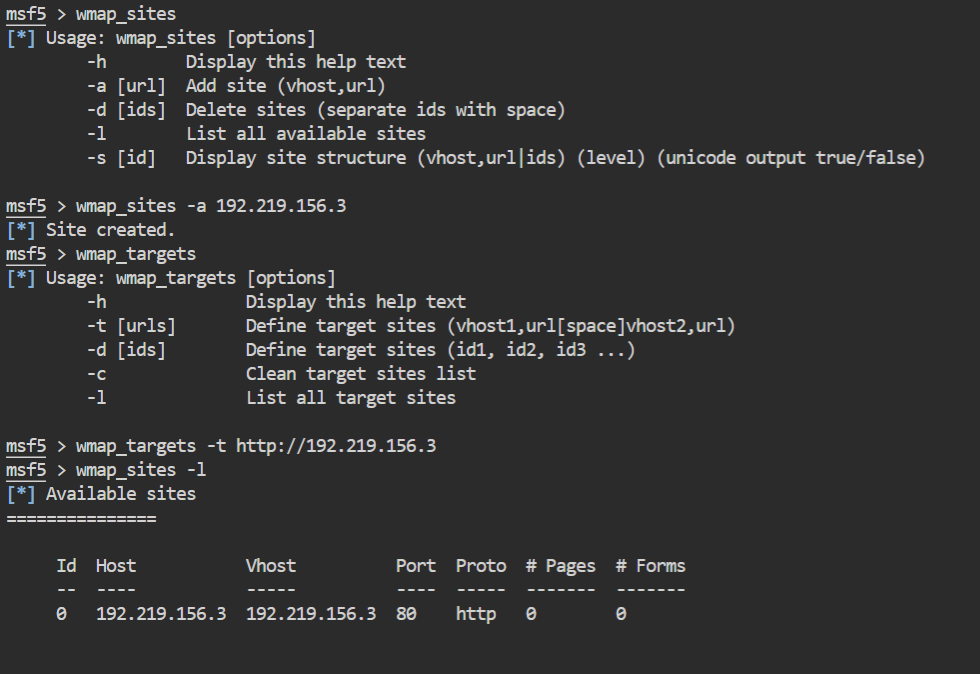 msf5 > wmap_sites
[*] Usage: wmap_sites [options]
        -h        Display this help text
        -a [url]  Add site (vhost,url)
        -d [ids]  Delete sites (separate ids with space)
        -l        List all available sites
        -s [id]   Display site structure (vhost,url|ids) (level) (unicode output true/false)

msf5 > wmap_sites -a 192.219.156.3
[*] Site created.
msf5 > wmap_targets
[*] Usage: wmap_targets [options]
        -h              Display this help text
        -t [urls]       Define target sites (vhost1,url[space]vhost2,url)
        -d [ids]        Define target sites (id1, id2, id3 ...)
        -c              Clean target sites list
        -l              List all target sites

msf5 > wmap_targets -t http://192.219.156.3
msf5 > wmap_sites -l
[*] Available sites
===============

     Id  Host           Vhost          Port  Proto  # Pages  # Forms
     --  ----           -----          ----  -----  -------  -------
     0   192.219.156.3  192.219.156.3  80    http   0        0